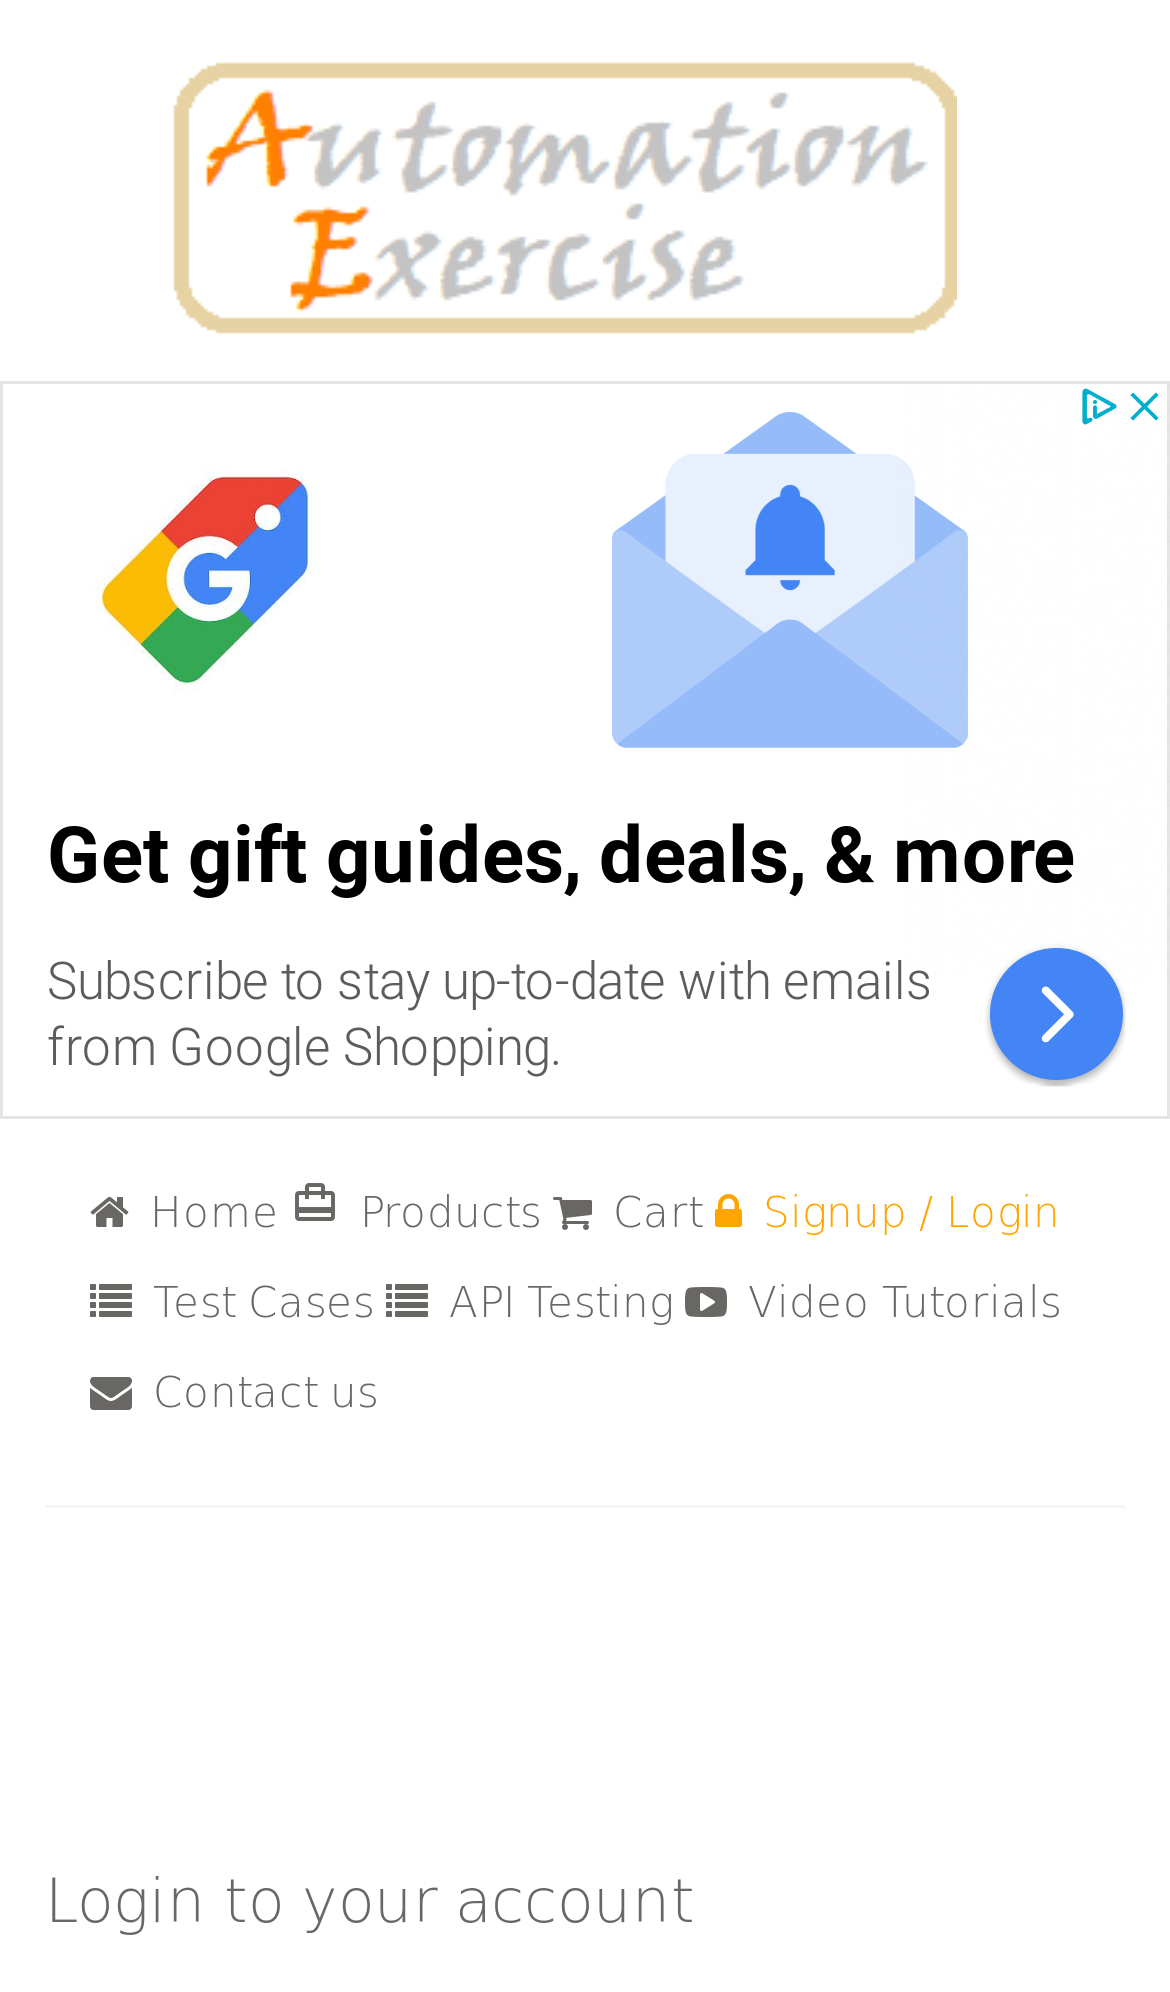 Automation
Exercise
G
Get gift guides, deals, & more
Subscribe to stay up-to-date with emails
from Google Shopping.
Home Products Cart Signup / Login
Test Cases API Testing Video Tutorials
Contact us
Login to your account